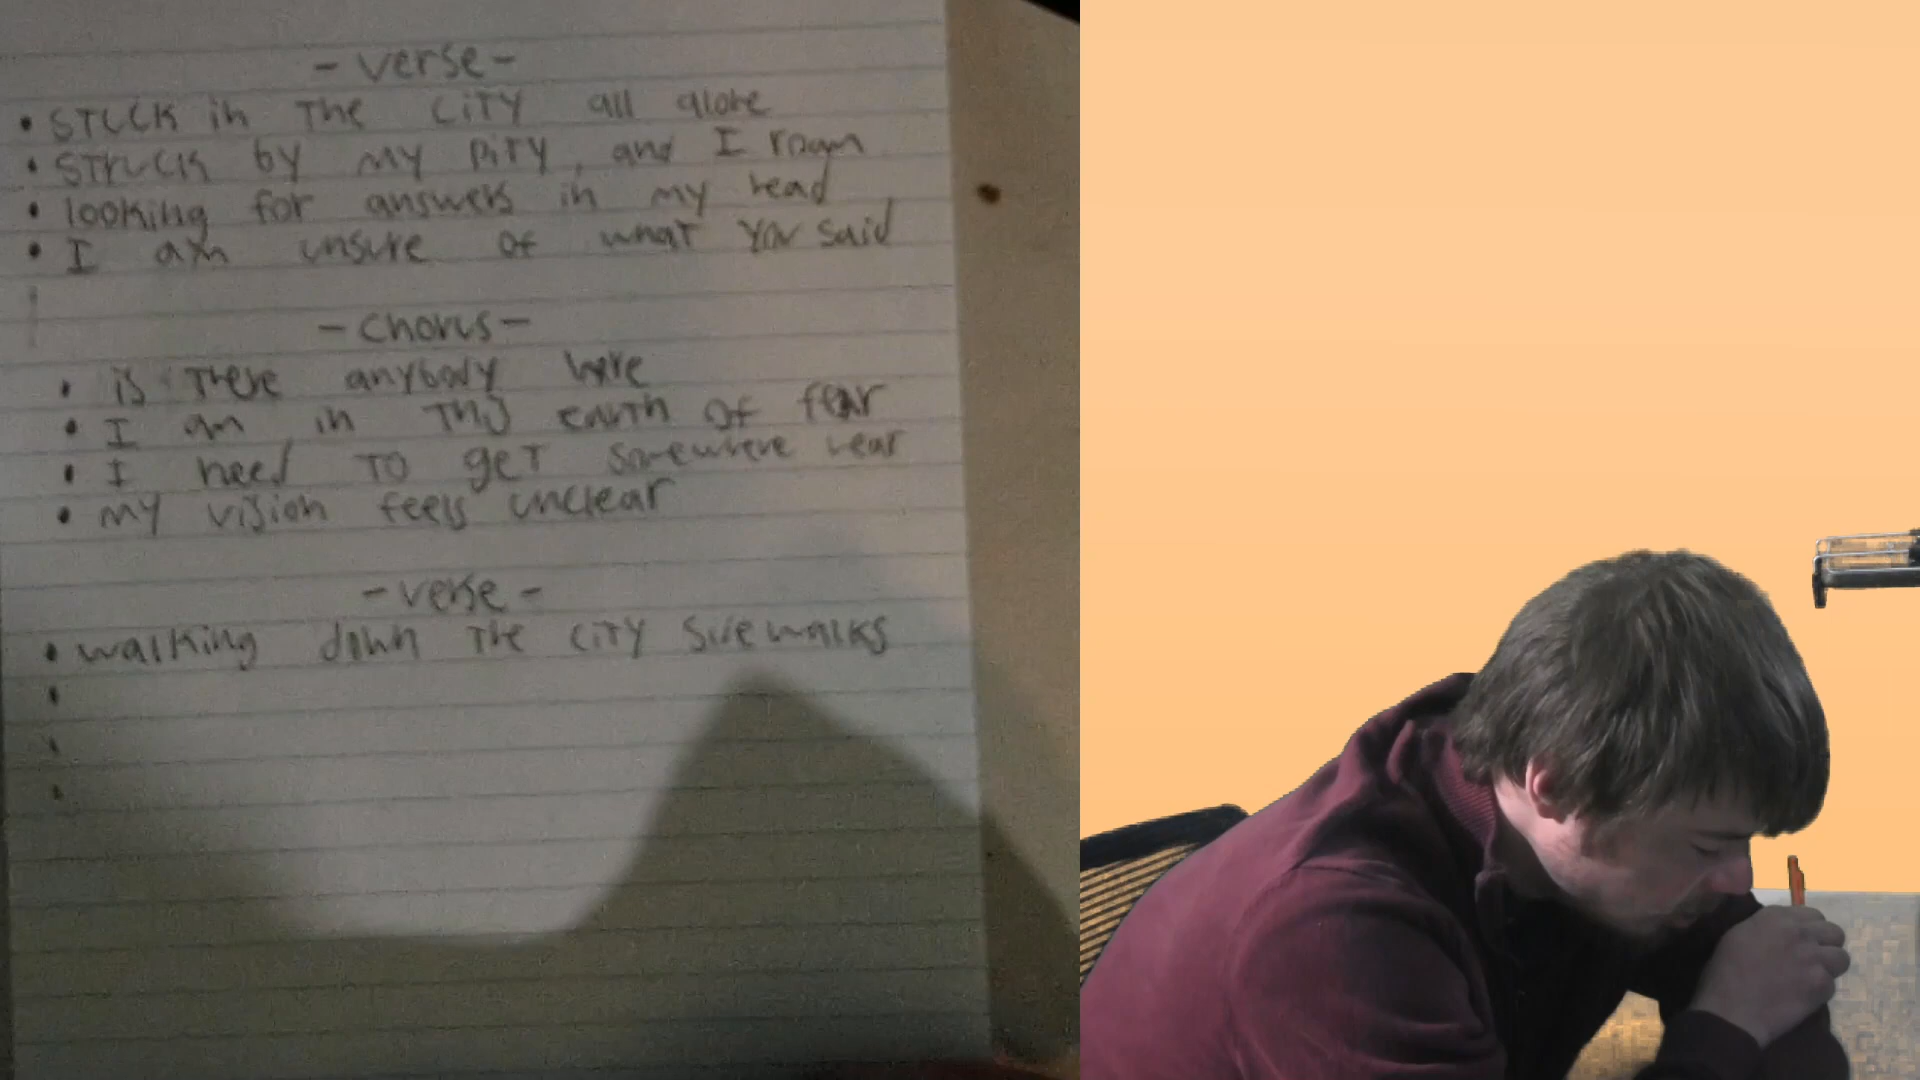 - verse -
• STUCK in The CiTY all alone
• STRUCK by MY PiTY, and I roam
• looking for answers in my head
• I am unsure of what You said
- chorus -
• is There anybody here
• I am in This earth of fear
• I need To geT somewhere near
• my vision feels unclear
- verse -
• walking down The ciTY sidewalks
•
•
•